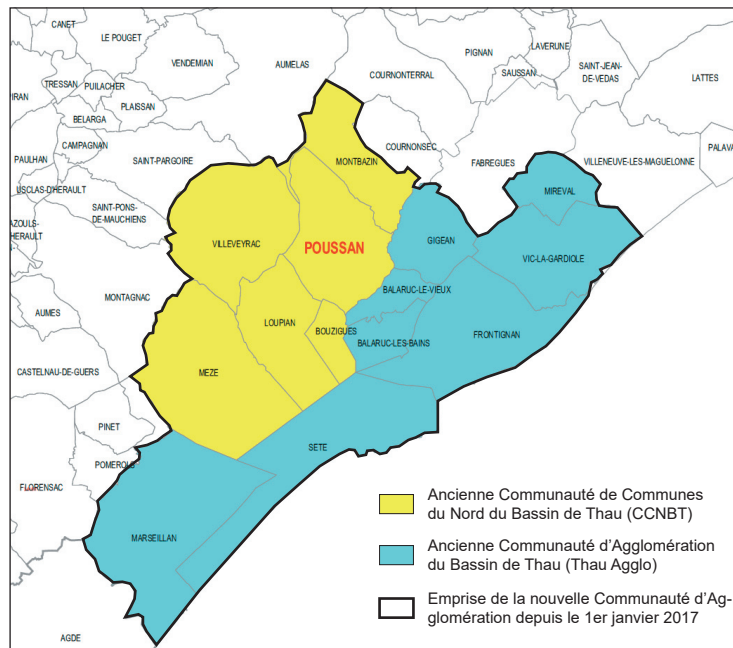 CANET
LE POUGET
VENDEMIAN
AUMELAS
PIGNAN
LAVERUNE
SAUSSAN
SAINT-JEAN-
DE-VEDAS
LATTES
COURNONTERRAL
TRESSAN
PUILACHER
PLAISSAN
PIRAN
BELARGA
CAMPAGNAN
PAULHAN
SAINT-PARGOIRE
MONTBAZIN
COURNONSEC
FABREGUES
VILLENEUVE-LES-MAGUELONNE
PALAVA
USCLAS-D'HERAULT
MIREVAL
SAINT-PONS-
DE-MAUCHIENS
AZOULS-
HERAULT
VILLEVEYRAC
POUSSAN
GIGEAN
VIC-LA-GARDIOLE
BALARUC-LE-VIEUX
MONTAGNAC
AUMES
LOUPIAN
BOUZIGUES
BALARUC-LES-BAINS
FRONTIGNAN
CASTELNAU-DE-GUERS
MEZE
PINET
SETE
POMEROLS
FLORENSAC
MARSEILLAN
AGDE
Ancienne Communauté de Communes
du Nord du Bassin de Thau (CCNBT)
Ancienne Communauté d'Agglomération
du Bassin de Thau (Thau Agglo)
Emprise de la nouvelle Communauté d'Ag-
glomération depuis le 1er janvier 2017